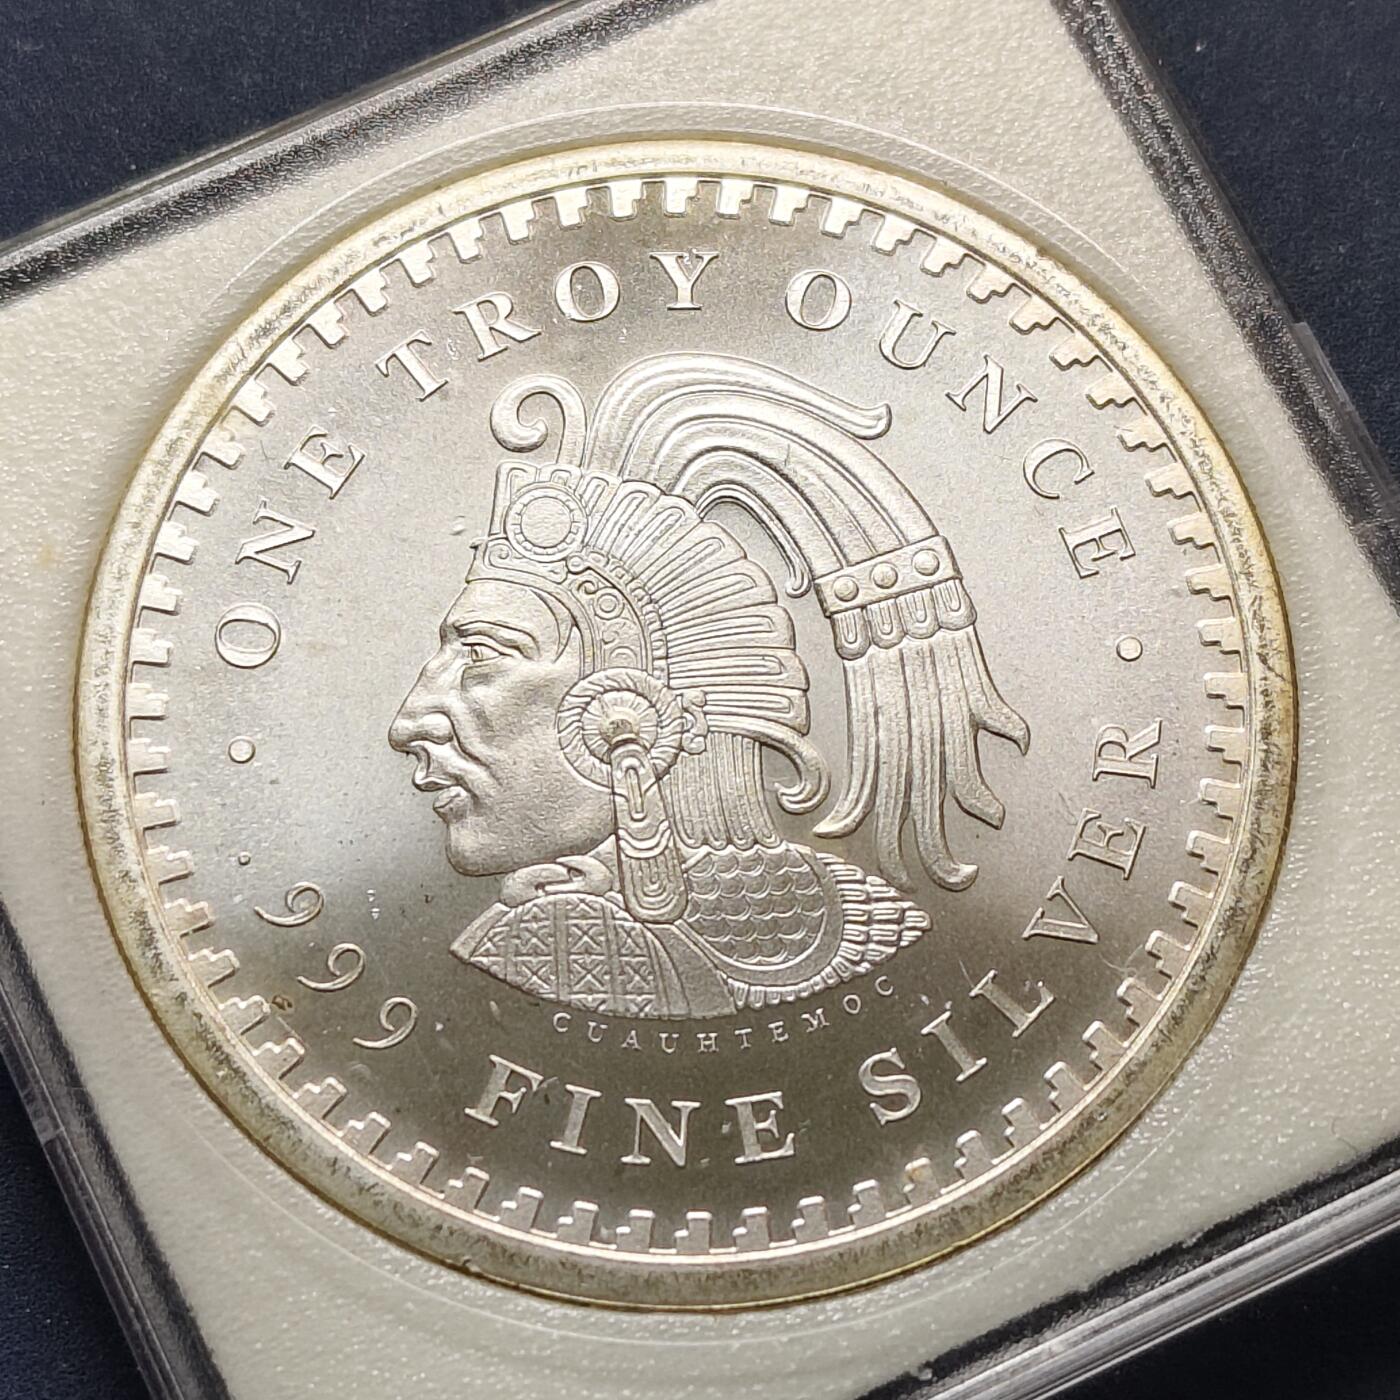 · ONE TROY OUNCE ·
.999 FINE SILVER
CUAUHTEMOC